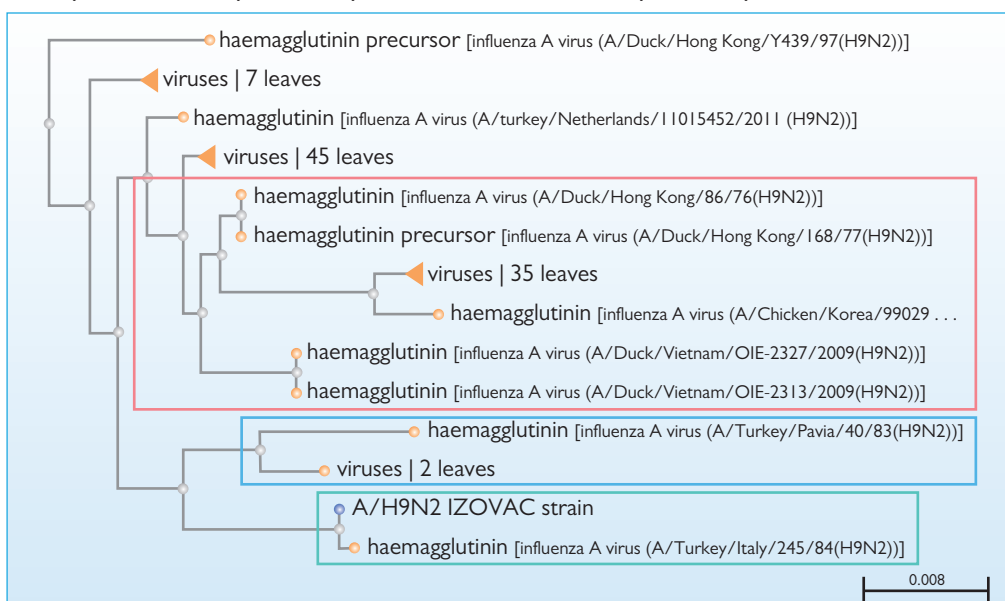 haemagglutinin precursor [influenza A virus (A/Duck/Hong Kong/Y439/97(H9N2))]
viruses | 7 leaves
haemagglutinin [influenza A virus (A/turkey/Netherlands/11015452/2011 (H9N2))]
viruses | 45 leaves
haemagglutinin [influenza A virus (A/Duck/Hong Kong/86/76(H9N2))]
haemagglutinin precursor [influenza A virus (A/Duck/Hong Kong/168/77(H9N2))]
viruses | 35 leaves
haemagglutinin [influenza A virus (A/Chicken/Korea/99029 . . .
haemagglutinin [influenza A virus (A/Duck/Vietnam/OIE-2327/2009(H9N2))]
haemagglutinin [influenza A virus (A/Duck/Vietnam/OIE-2313/2009(H9N2))]
haemagglutinin [influenza A virus (A/Turkey/Pavia/40/83(H9N2))]
viruses | 2 leaves
A/H9N2 IZOVAC strain
haemagglutinin [influenza A virus (A/Turkey/Italy/245/84(H9N2))]
0.008